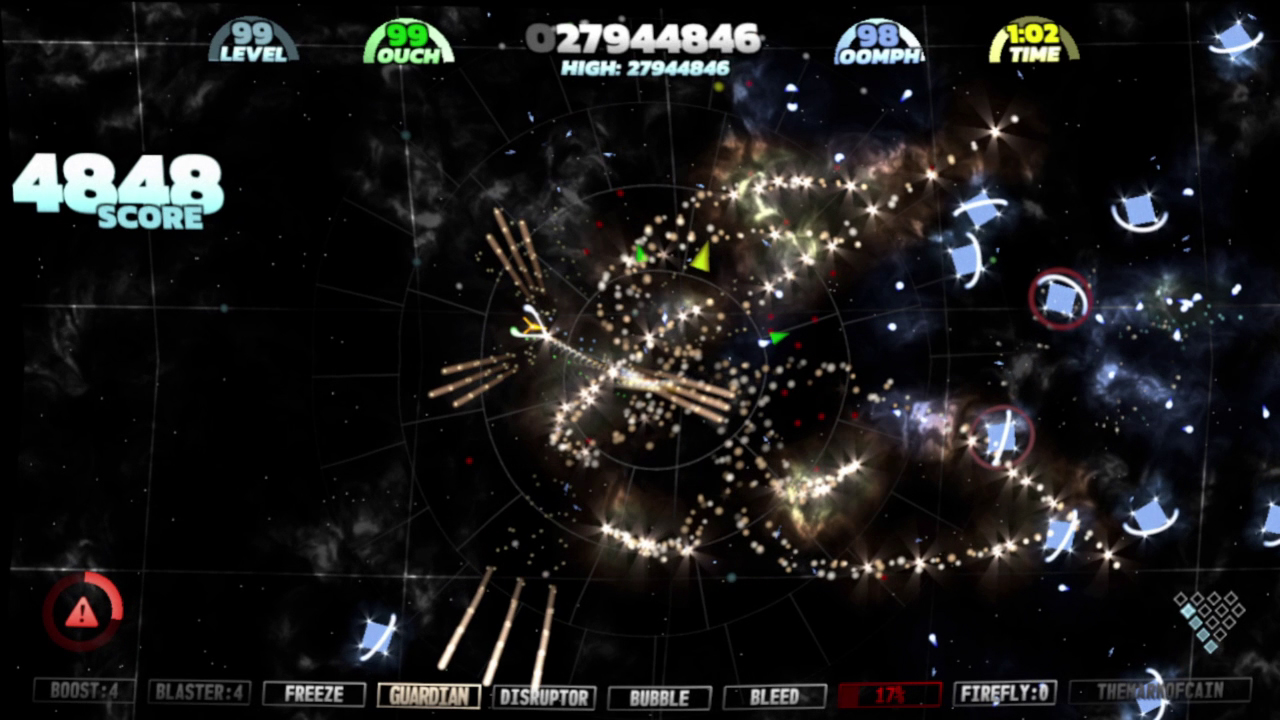 99 LEVEL
99 OUCH
027944846
HIGH: 27944846
98 OOMPH
1:02 TIME
4848
SCORE
!
BOOST:4 BLASTER:4 FREEZE GUARDIAN DISRUPTOR BUBBLE BLEED 17% FIREFLY:0 THEMARKOFCAIN